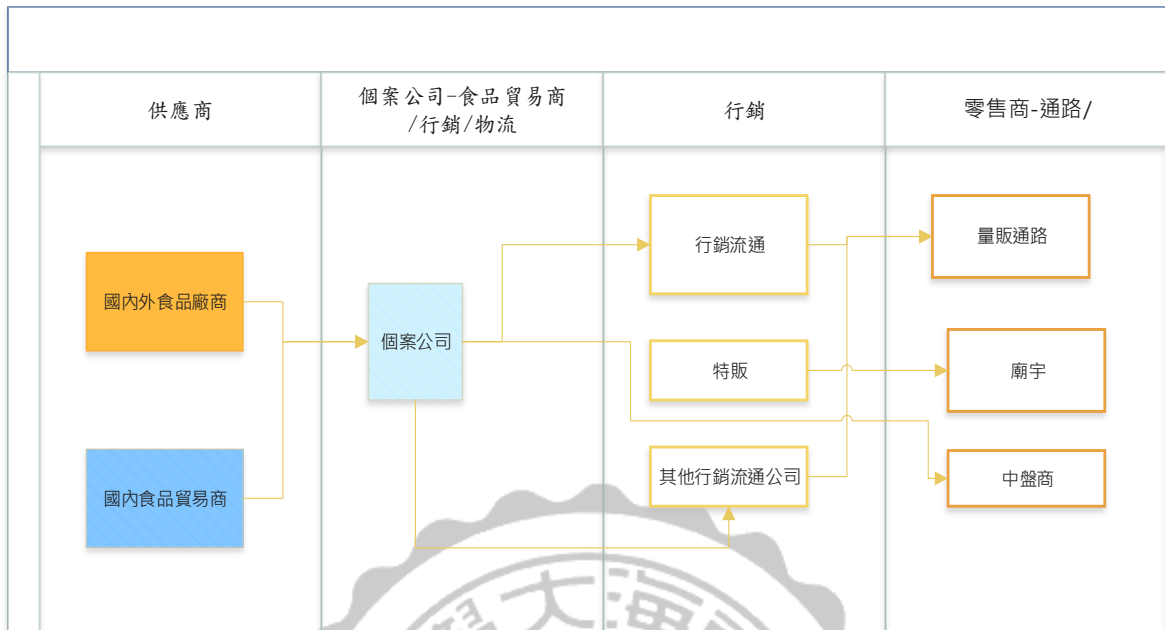 供應商
個案公司-食品貿易商
/行銷/物流
行銷
零售商-通路/
國內外食品廠商
國內食品貿易商
個案公司
行銷流通
特販
其他行銷流通公司
量販通路
廟宇
中盤商
大海